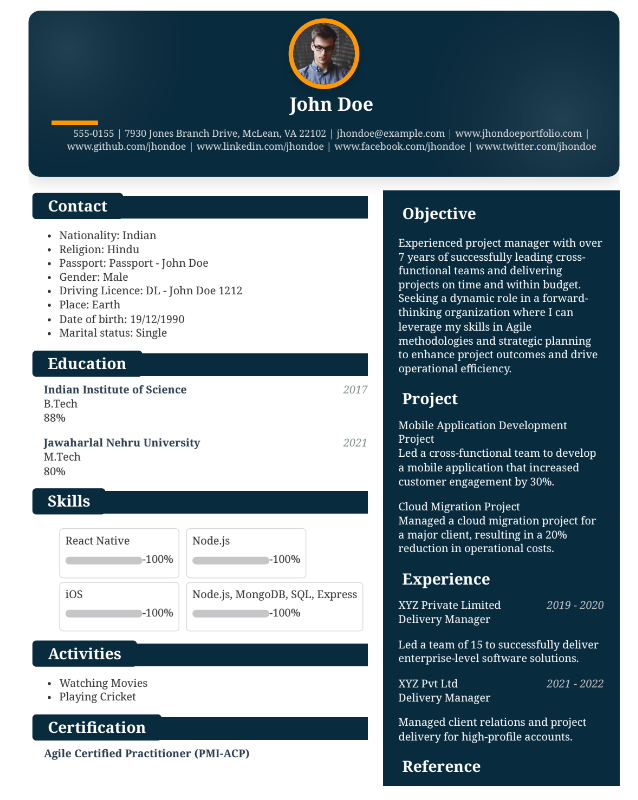 John Doe
555-0155 | 7930 Jones Branch Drive, McLean, VA 22102 | jhondoe@example.com | www.jhondoeportfolio.com |
www.github.com/jhondoe | www.linkedin.com/jhondoe | www.facebook.com/jhondoe | www.twitter.com/jhondoe
Contact
• Nationality: Indian
• Religion: Hindu
• Passport: Passport - John Doe
• Gender: Male
• Driving Licence: DL - John Doe 1212
• Place: Earth
• Date of birth: 19/12/1990
• Marital status: Single
Education
Indian Institute of Science 2017
B.Tech
88%
Jawaharlal Nehru University 2021
M.Tech
80%
Skills
React Native
-100%
Node.js
-100%
iOS
-100%
Node.js, MongoDB, SQL, Express
-100%
Activities
• Watching Movies
• Playing Cricket
Certification
Agile Certified Practitioner (PMI-ACP)
Objective
Experienced project manager with over
7 years of successfully leading cross-
functional teams and delivering
projects on time and within budget.
Seeking a dynamic role in a forward-
thinking organization where I can
leverage my skills in Agile
methodologies and strategic planning
to enhance project outcomes and drive
operational efficiency.
Project
Mobile Application Development
Project
Led a cross-functional team to develop
a mobile application that increased
customer engagement by 30%.
Cloud Migration Project
Managed a cloud migration project for
a major client, resulting in a 20%
reduction in operational costs.
Experience
XYZ Private Limited 2019 - 2020
Delivery Manager
Led a team of 15 to successfully deliver
enterprise-level software solutions.
XYZ Pvt Ltd 2021 - 2022
Delivery Manager
Managed client relations and project
delivery for high-profile accounts.
Reference